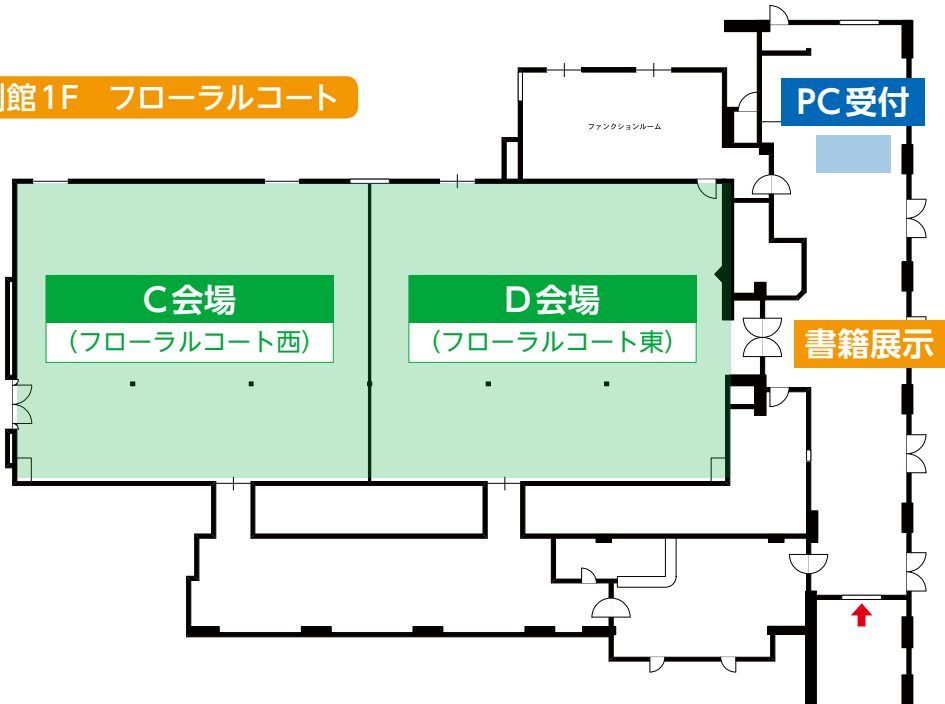 館1F フローラルコート
PC受付
ファンクションルーム
C会場
(フローラルコート西)
D会場
(フローラルコート東)
書籍展示